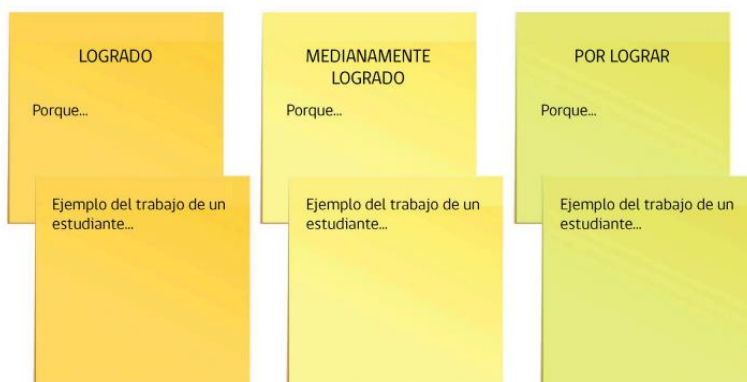 LOGRADO
Porque...
Ejemplo del trabajo de un
estudiante...
MEDIANAMENTE
LOGRADO
Porque...
Ejemplo del trabajo de un
estudiante...
POR LOGRAR
Porque...
Ejemplo del trabajo de un
estudiante...